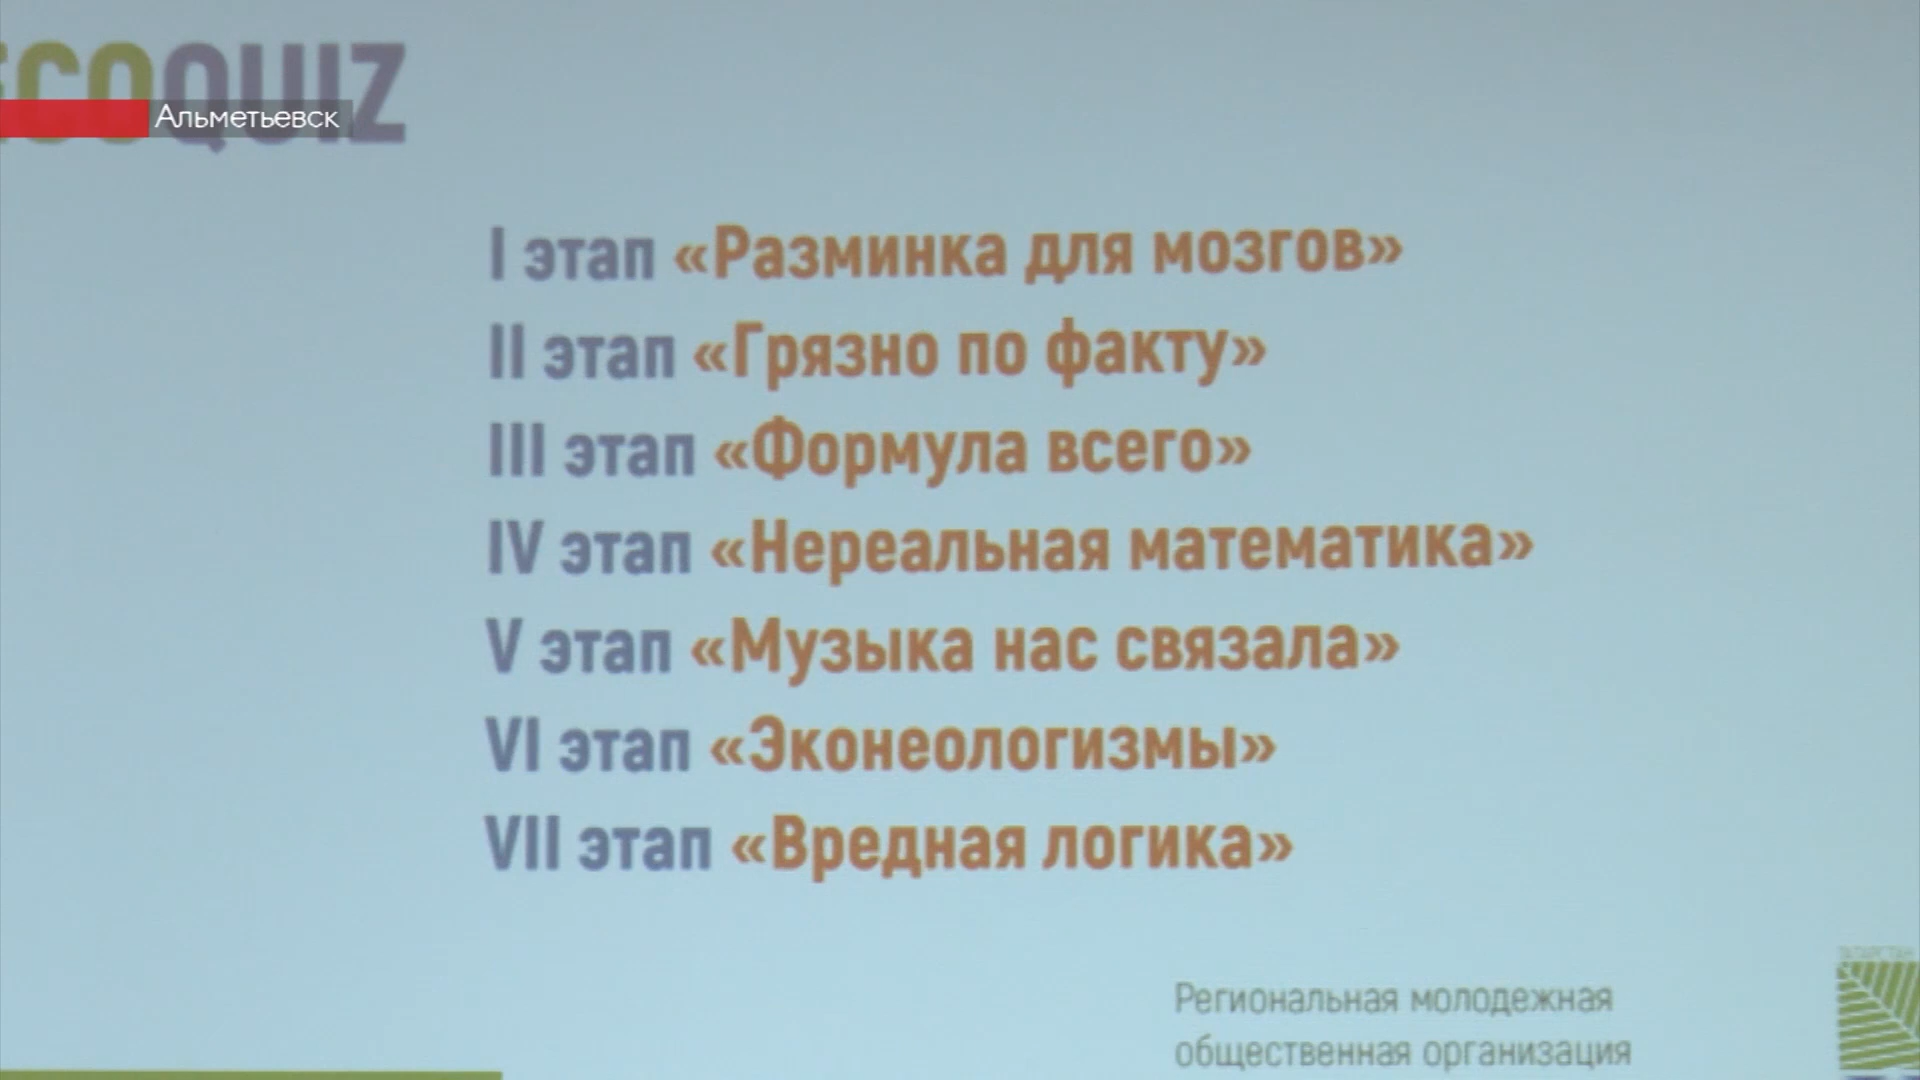 ECOQUIZ
Альметьевск
I этап «Разминка для мозгов»
II этап «Грязно по факту»
III этап «Формула всего»
IV этап «Нереальная математика»
V этап «Музыка нас связала»
VI этап «Эконеологизмы»
VII этап «Вредная логика»
ТАТАРСТАН
Региональная молодежная
общественная организация